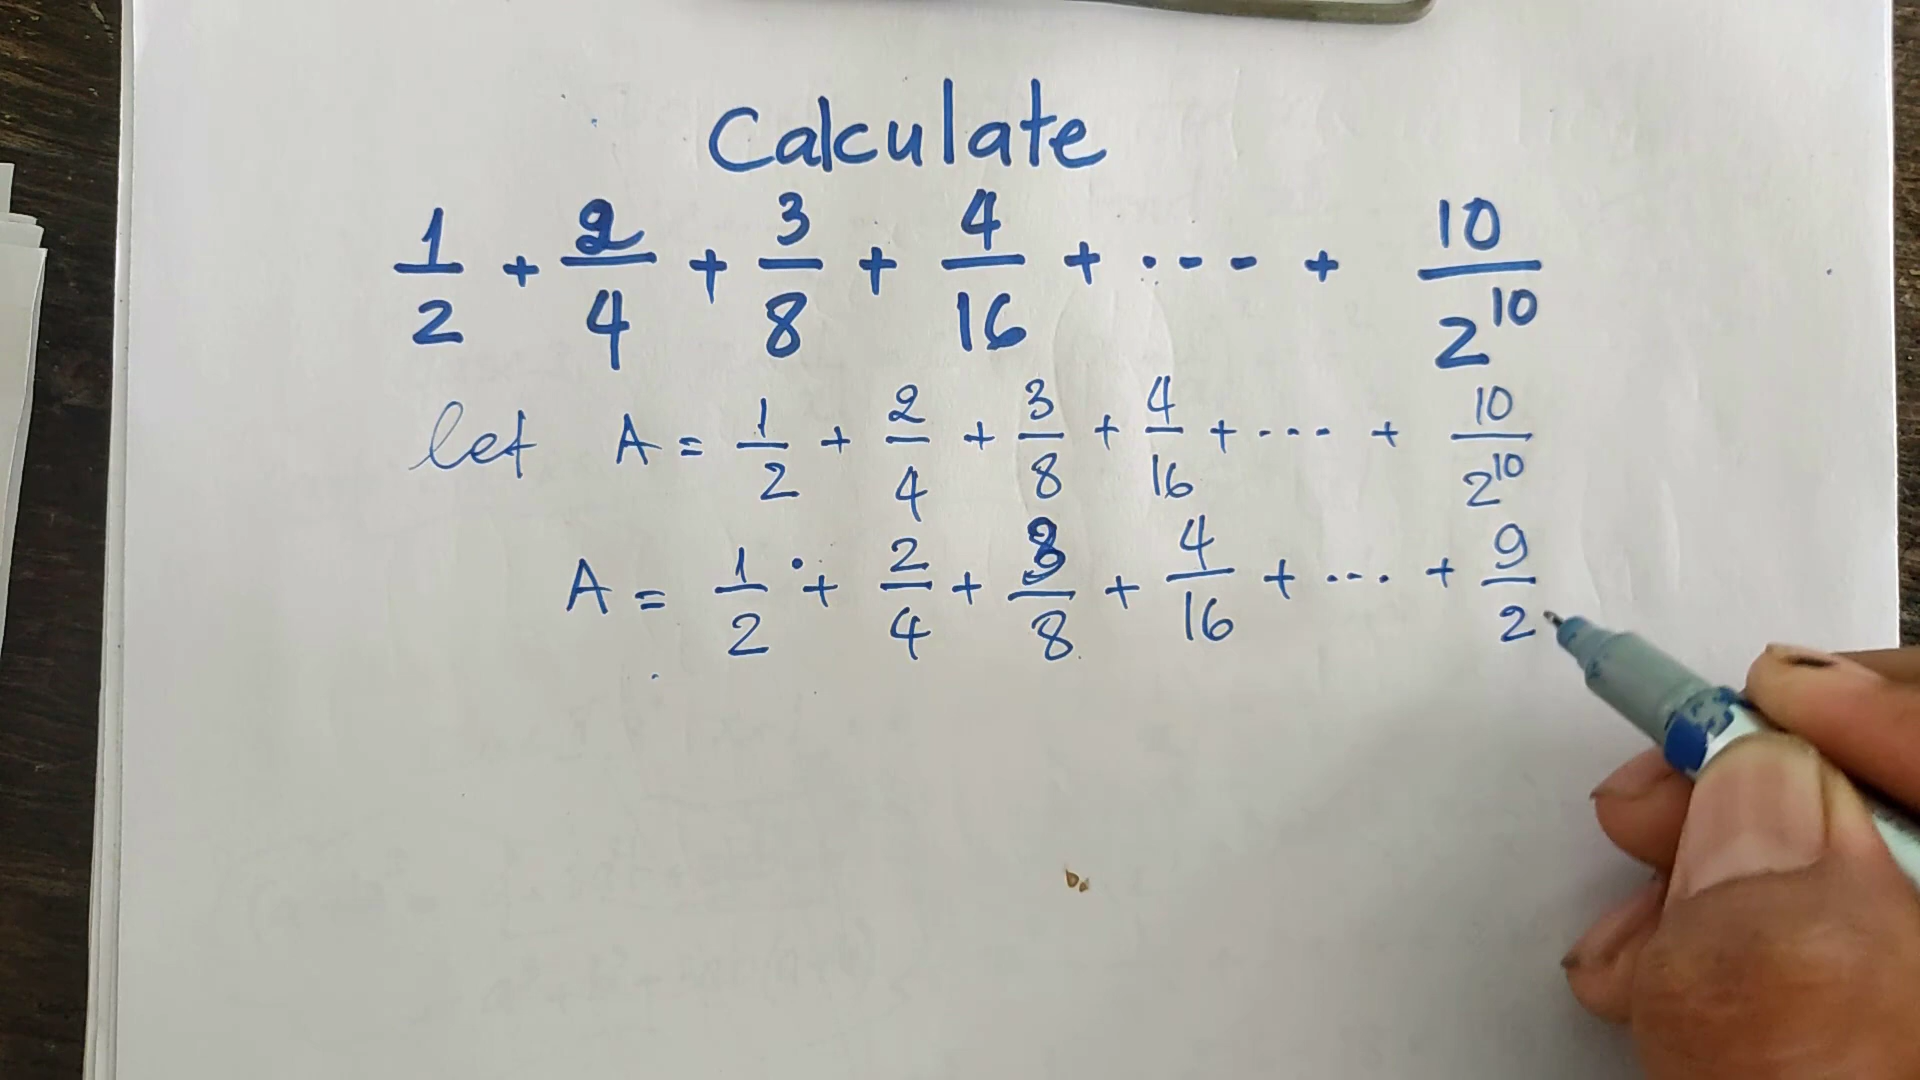 Calculate
1/2 + 2/4 + 3/8 + 4/16 + ---- + 10/2^10
let A = 1/2 + 2/4 + 3/8 + 4/16 + ---- + 10/2^10
A = 1/2 + 2/4 + 3/8 + 4/16 + ---- + 9/2